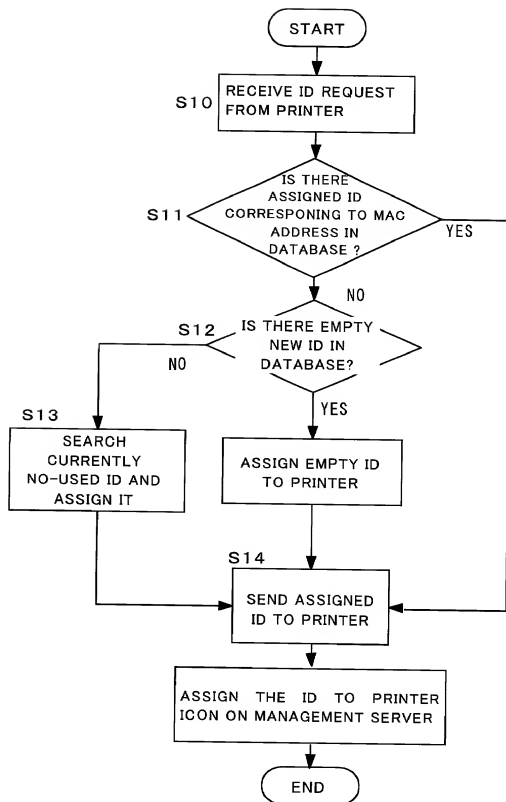 START
S10
RECEIVE ID REQUEST
FROM PRINTER
S11
IS THERE
ASSIGNED ID
CORRESPONING TO MAC
ADDRESS IN
DATABASE ?
YES
NO
S12
IS THERE EMPTY
NEW ID IN
DATABASE?
NO
YES
S13
SEARCH
CURRENTLY
NO-USED ID AND
ASSIGN IT
ASSIGN EMPTY ID
TO PRINTER
S14
SEND ASSIGNED
ID TO PRINTER
ASSIGN THE ID TO PRINTER
ICON ON MANAGEMENT SERVER
END